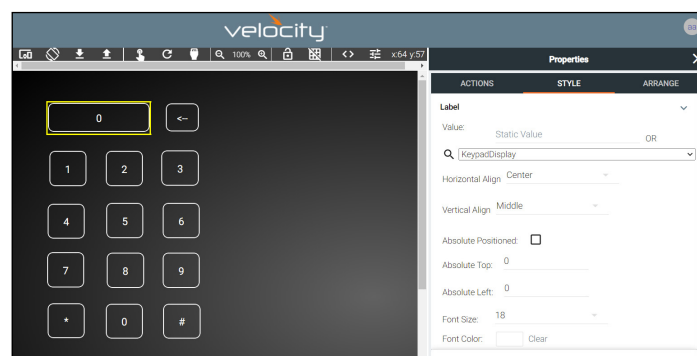 velocity
aa
100%
<>
x:64 y:57
Properties
ACTIONS STYLE ARRANGE
Label
Value: Static Value OR
KeypadDisplay
Horizontal Align Center
Vertical Align Middle
Absolute Positioned:
Absolute Top: 0
Absolute Left: 0
Font Size: 18
Font Color: Clear
0 <--
1 2 3
4 5 6
7 8 9
* 0 #